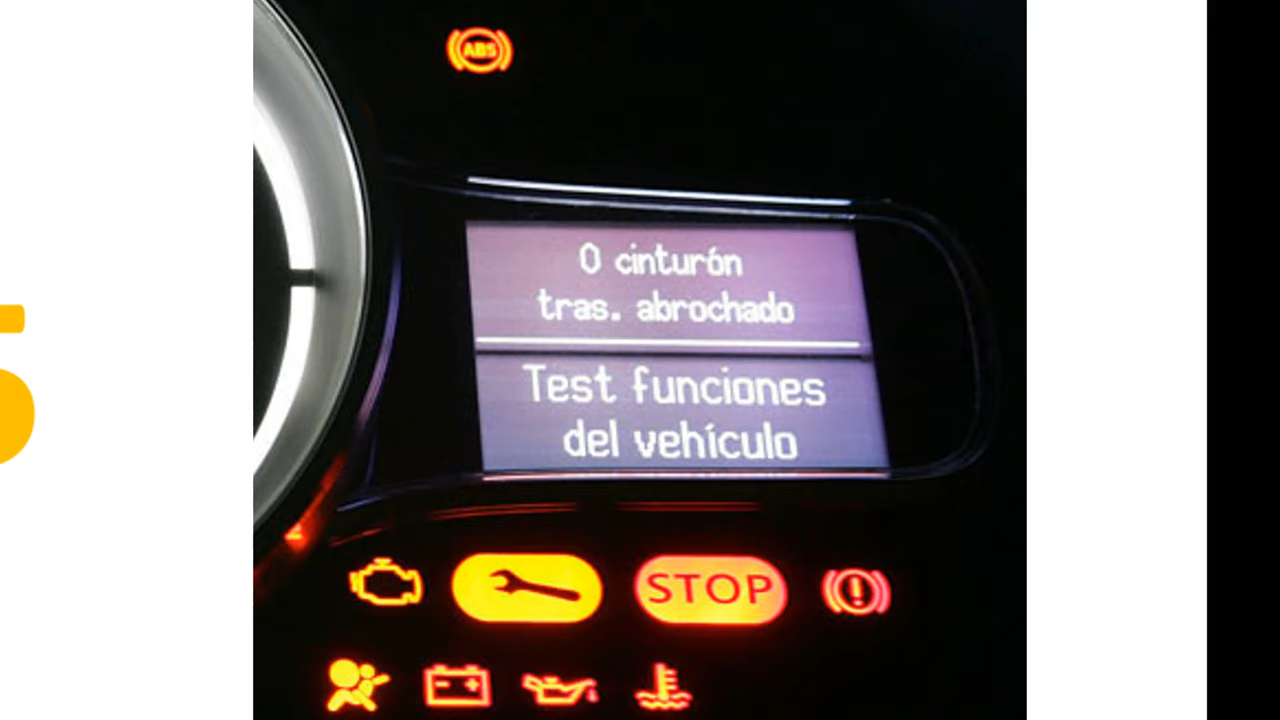 ABS
0 cinturón
tras. abrochado
Test funciones
del vehículo
STOP